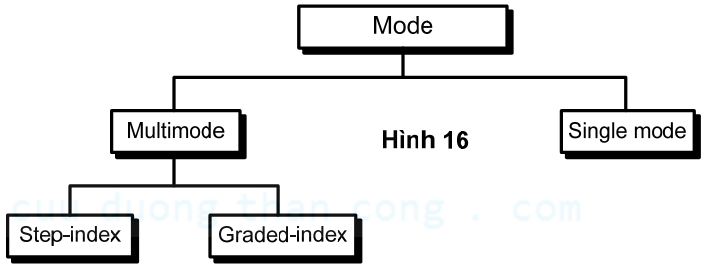 Mode
Multimode
Hình 16
Single mode
cuu duong than cong . com
Step-index
Graded-index